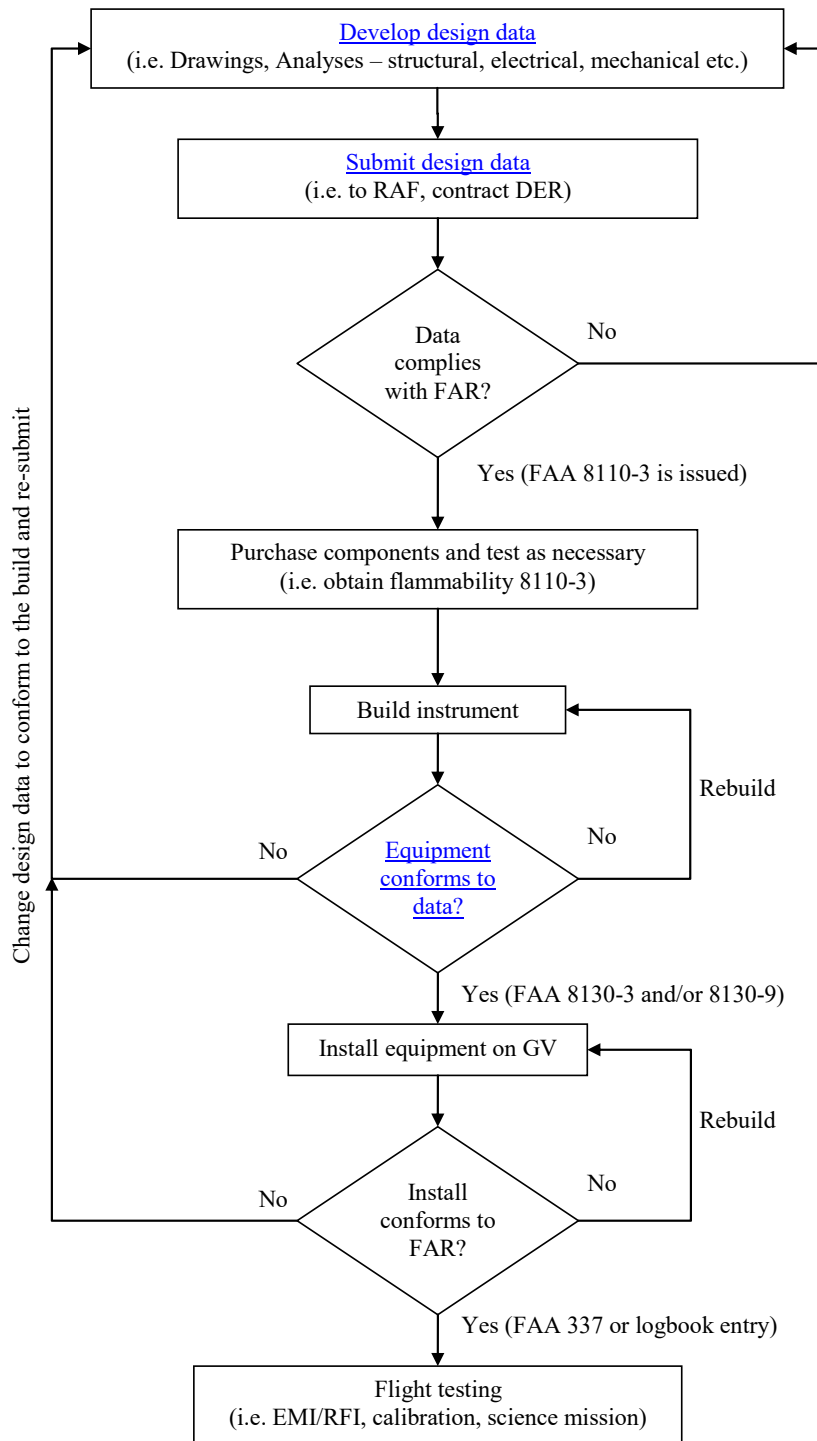 Develop design data
(i.e. Drawings, Analyses – structural, electrical, mechanical etc.)
Submit design data
(i.e. to RAF, contract DER)
Data
complies
with FAR?
No
Yes (FAA 8110-3 is issued)
Purchase components and test as necessary
(i.e. obtain flammability 8110-3)
Build instrument
Rebuild
Equipment
conforms to
data?
No
No
Yes (FAA 8130-3 and/or 8130-9)
Install equipment on GV
Rebuild
Install
conforms to
FAR?
No
No
Yes (FAA 337 or logbook entry)
Flight testing
(i.e. EMI/RFI, calibration, science mission)
Change design data to conform to the build and re-submit